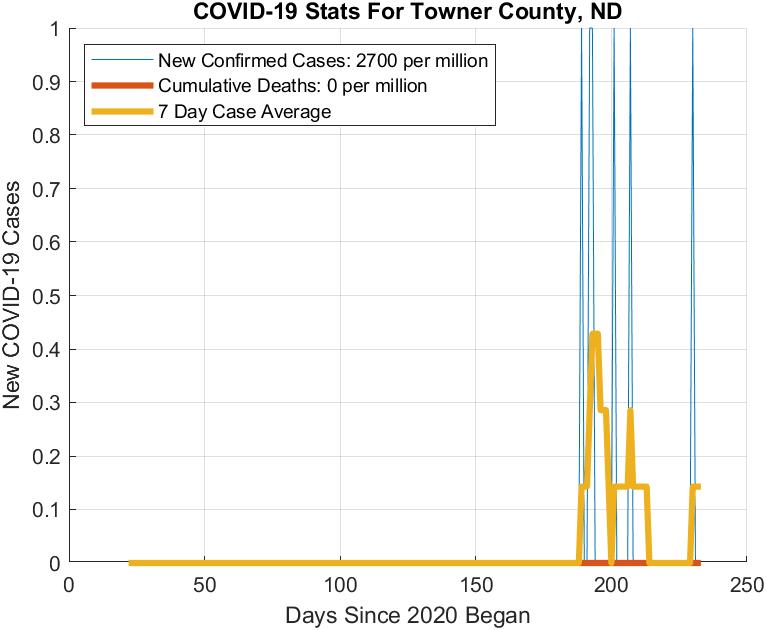 COVID-19 Stats For Towner County, ND
New Confirmed Cases: 2700 per million
Cumulative Deaths: 0 per million
7 Day Case Average
New COVID-19 Cases
1
0.9
0.8
0.7
0.6
0.5
0.4
0.3
0.2
0.1
0
0 50 100 150 200 250
Days Since 2020 Began